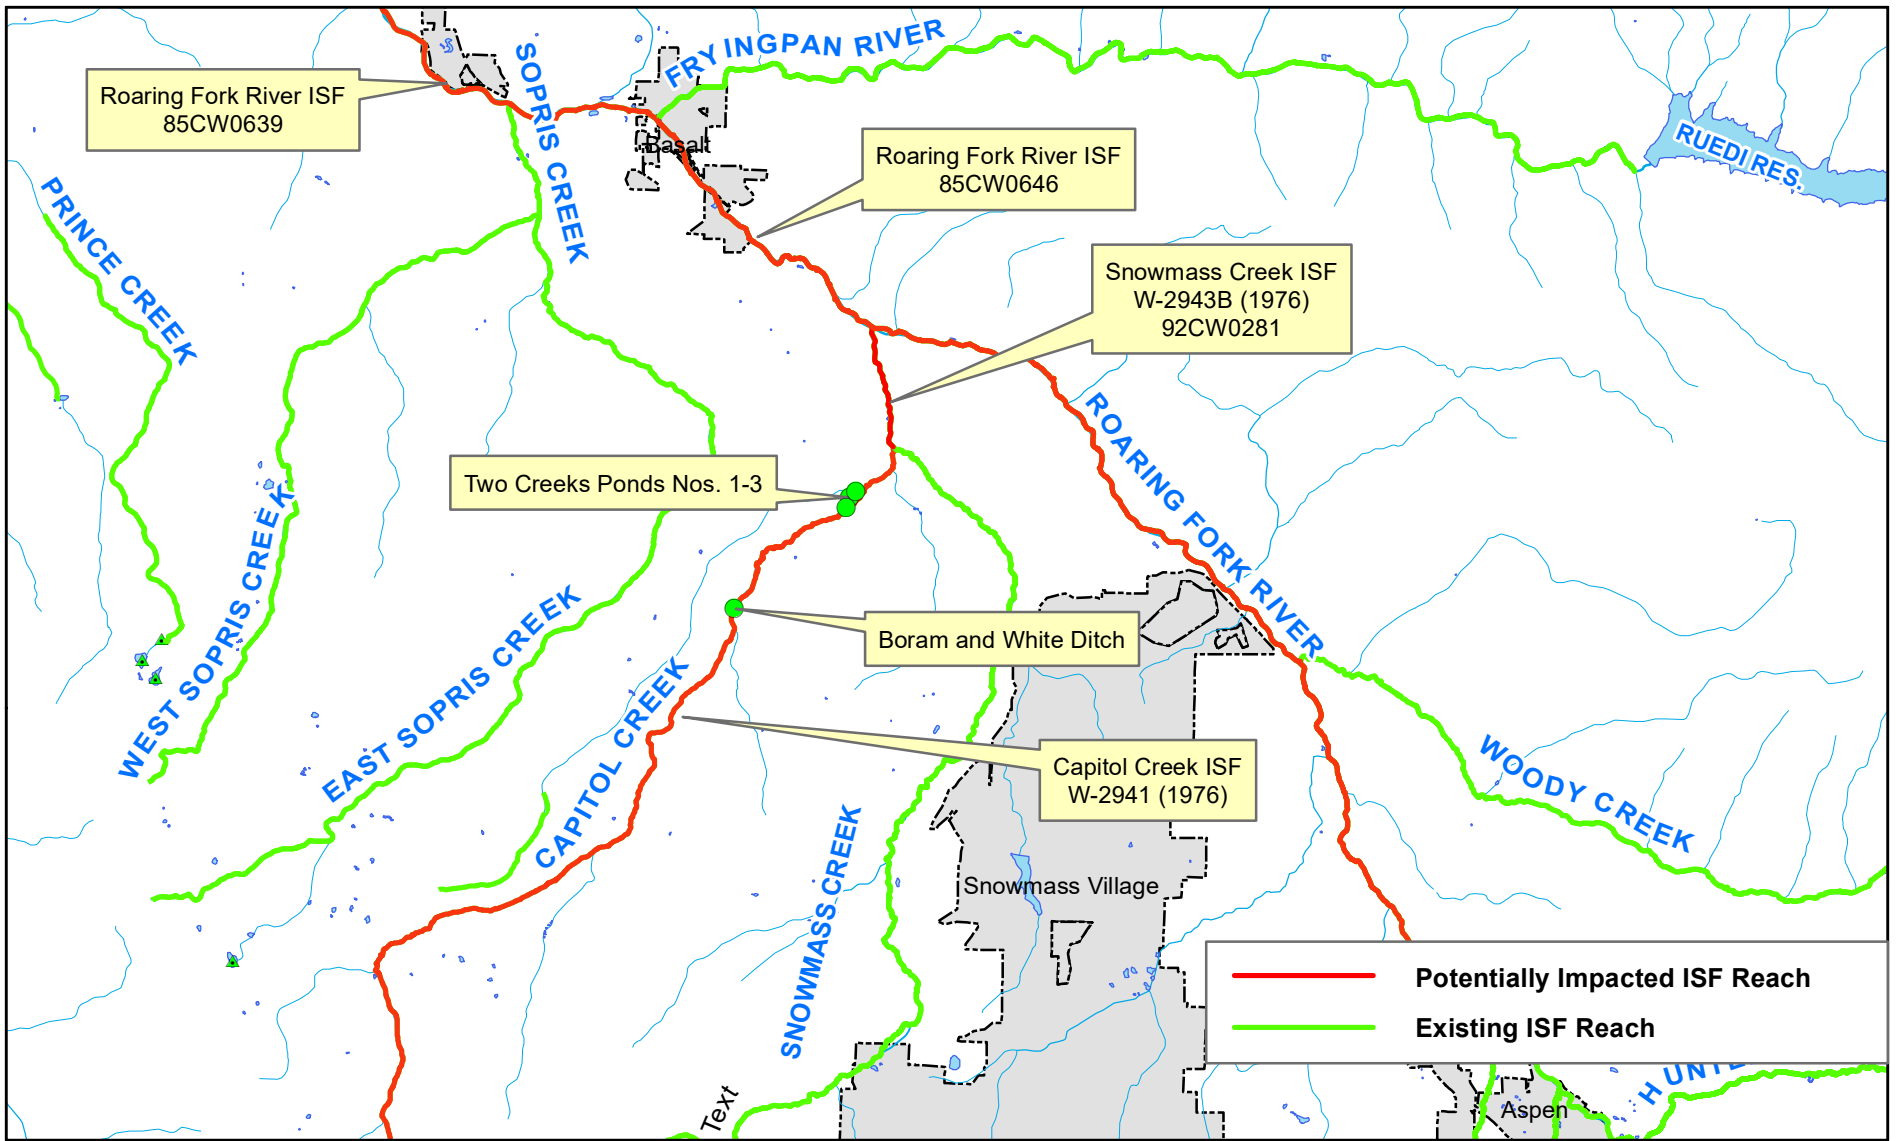 FRYINGPAN RIVER
SOPRIS CREEK
Roaring Fork River ISF
85CW0639
Basalt
RUEDI RES.
Roaring Fork River ISF
85CW0646
PRINCE CREEK
Snowmass Creek ISF
W-2943B (1976)
92CW0281
ROARING FORK RIVER
Two Creeks Ponds Nos. 1-3
WEST SOPRIS CREEK
EAST SOPRIS CREEK
Boram and White Ditch
CAPITOL CREEK
Capitol Creek ISF
W-2941 (1976)
WOODY CREEK
SNOWMASS CREEK
Snowmass Village
Potentially Impacted ISF Reach
Existing ISF Reach
Text
Aspen